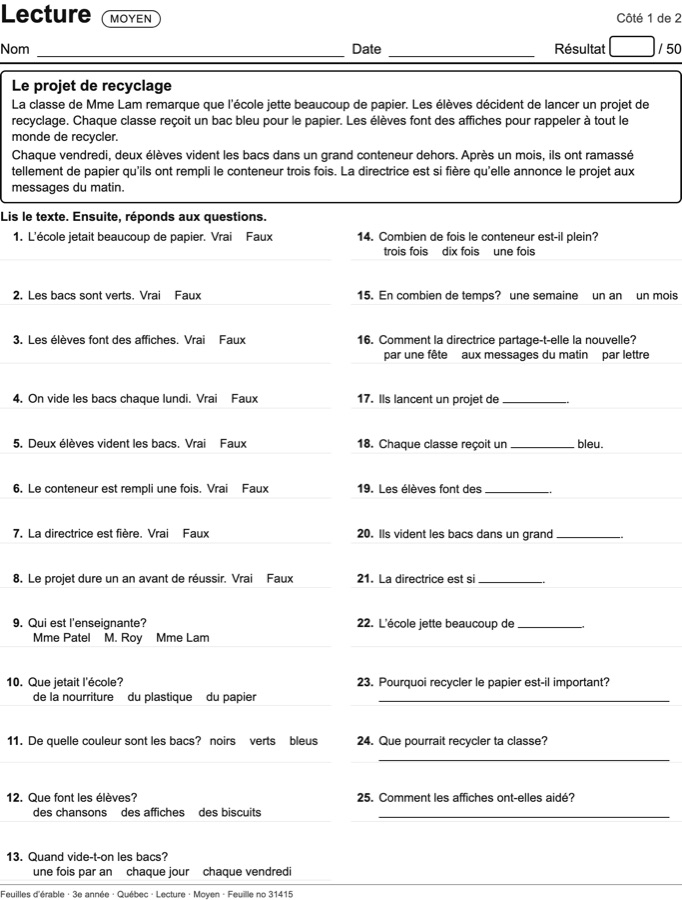 Lecture MOYEN Côté 1 de 2
Nom Date Résultat / 50
Le projet de recyclage
La classe de Mme Lam remarque que l'école jette beaucoup de papier. Les élèves décident de lancer un projet de
recyclage. Chaque classe reçoit un bac bleu pour le papier. Les élèves font des affiches pour rappeler à tout le
monde de recycler.
Chaque vendredi, deux élèves vident les bacs dans un grand conteneur dehors. Après un mois, ils ont ramassé
tellement de papier qu'ils ont rempli le conteneur trois fois. La directrice est si fière qu'elle annonce le projet aux
messages du matin.
Lis le texte. Ensuite, réponds aux questions.
1. L'école jetait beaucoup de papier. Vrai Faux
2. Les bacs sont verts. Vrai Faux
3. Les élèves font des affiches. Vrai Faux
4. On vide les bacs chaque lundi. Vrai Faux
5. Deux élèves vident les bacs. Vrai Faux
6. Le conteneur est rempli une fois. Vrai Faux
7. La directrice est fière. Vrai Faux
8. Le projet dure un an avant de réussir. Vrai Faux
9. Qui est l'enseignante?
Mme Patel M. Roy Mme Lam
10. Que jetait l'école?
de la nourriture du plastique du papier
11. De quelle couleur sont les bacs? noirs verts bleus
12. Que font les élèves?
des chansons des affiches des biscuits
13. Quand vide-t-on les bacs?
une fois par an chaque jour chaque vendredi
14. Combien de fois le conteneur est-il plein?
trois fois dix fois une fois
15. En combien de temps? une semaine un an un mois
16. Comment la directrice partage-t-elle la nouvelle?
par une fête aux messages du matin par lettre
17. Ils lancent un projet de __________.
18. Chaque classe reçoit un __________ bleu.
19. Les élèves font des __________.
20. Ils vident les bacs dans un grand __________.
21. La directrice est si __________.
22. L'école jette beaucoup de __________.
23. Pourquoi recycler le papier est-il important?
24. Que pourrait recycler ta classe?
25. Comment les affiches ont-elles aidé?
Feuilles d'érable · 3e année · Québec · Lecture · Moyen · Feuille no 31415